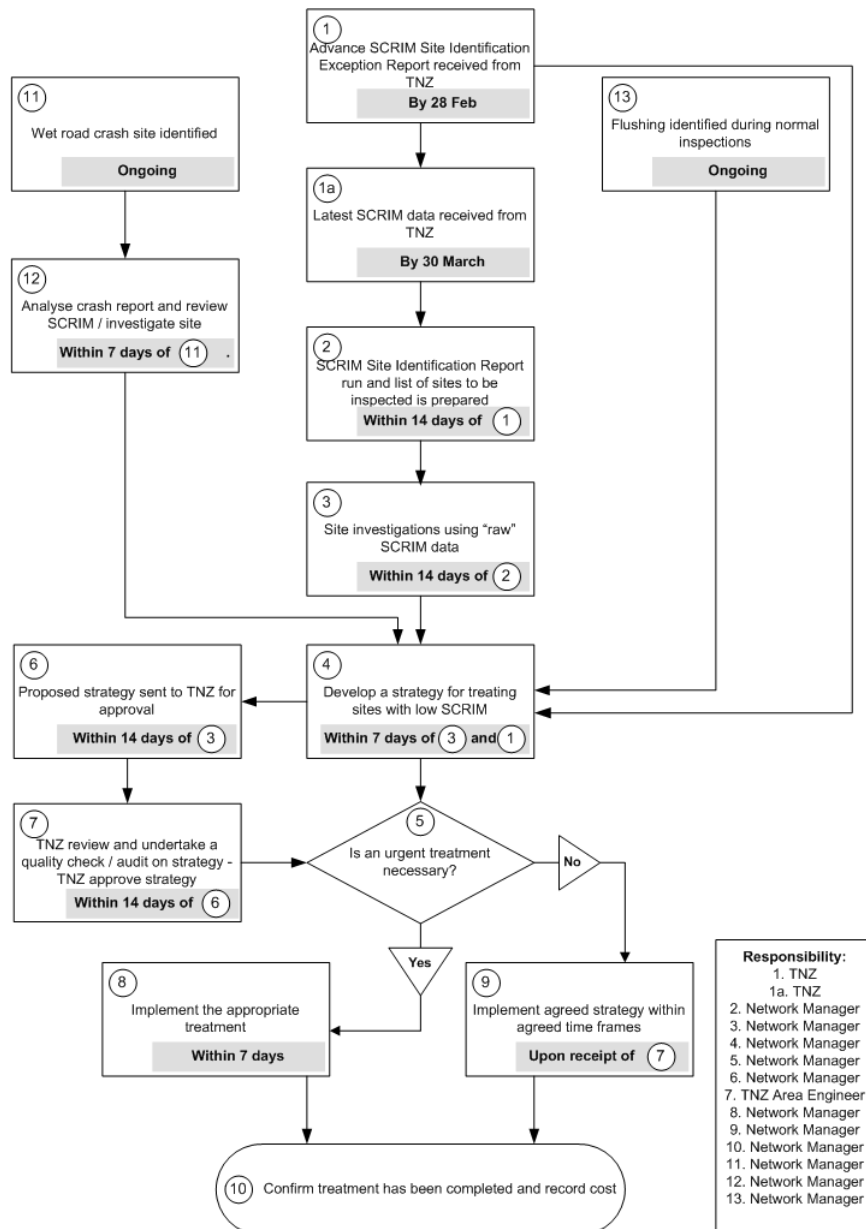 1
Advance SCRIM Site Identification
Exception Report received from
TNZ
By 28 Feb
11
Wet road crash site identified
Ongoing
13
Flushing identified during normal
inspections
Ongoing
1a
Latest SCRIM data received from
TNZ
By 30 March
12
Analyse crash report and review
SCRIM / investigate site
Within 7 days of 11 .
2
SCRIM Site Identification Report
run and list of sites to be
inspected is prepared
Within 14 days of 1
3
Site investigations using “raw”
SCRIM data
Within 14 days of 2
6
Proposed strategy sent to TNZ for
approval
Within 14 days of 3
4
Develop a strategy for treating
sites with low SCRIM
Within 7 days of 3 and 1
7
TNZ review and undertake a
quality check / audit on strategy -
TNZ approve strategy
Within 14 days of 6
5
Is an urgent treatment
necessary?
No
Yes
8
Implement the appropriate
treatment
Within 7 days
9
Implement agreed strategy within
agreed time frames
Upon receipt of 7
10 Confirm treatment has been completed and record cost
Responsibility:
1. TNZ
1a. TNZ
2. Network Manager
3. Network Manager
4. Network Manager
5. Network Manager
6. Network Manager
7. TNZ Area Engineer
8. Network Manager
9. Network Manager
10. Network Manager
11. Network Manager
12. Network Manager
13. Network Manager